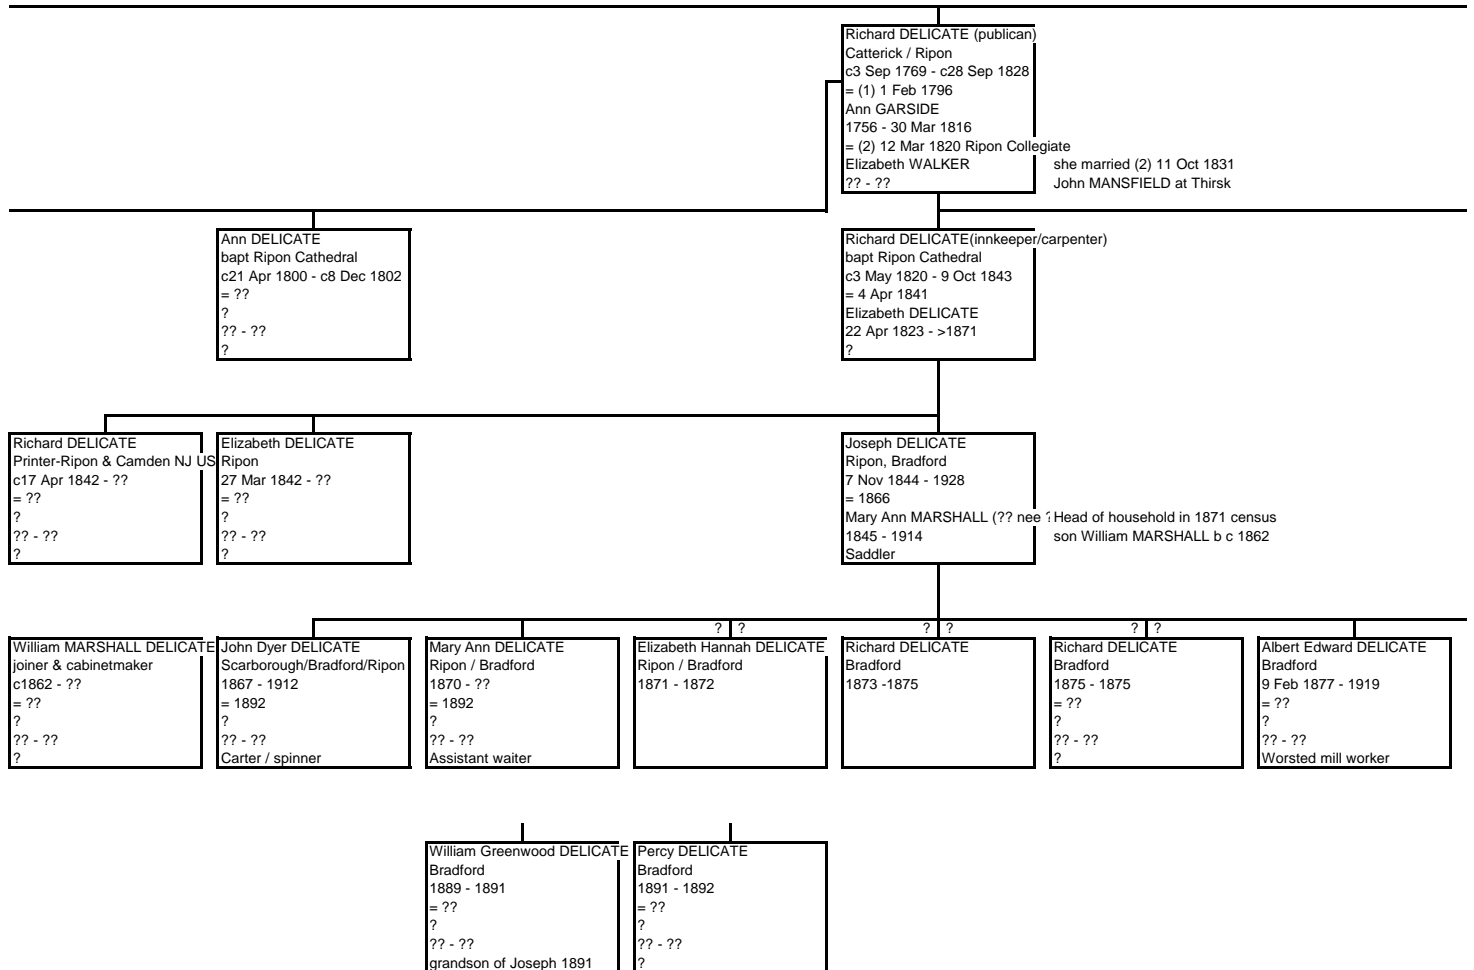 Richard DELICATE (publican)
Catterick / Ripon
c3 Sep 1769 - c28 Sep 1828
= (1) 1 Feb 1796
Ann GARSIDE
1756 - 30 Mar 1816
= (2) 12 Mar 1820 Ripon Collegiate
Elizabeth WALKER
?? - ??
she married (2) 11 Oct 1831
John MANSFIELD at Thirsk
Ann DELICATE
bapt Ripon Cathedral
c21 Apr 1800 - c8 Dec 1802
= ??
?
?? - ??
?
Richard DELICATE(innkeeper/carpenter)
bapt Ripon Cathedral
c3 May 1820 - 9 Oct 1843
= 4 Apr 1841
Elizabeth DELICATE
22 Apr 1823 - >1871
?
Richard DELICATE
Printer-Ripon & Camden NJ US
c17 Apr 1842 - ??
= ??
?
?? - ??
?
Elizabeth DELICATE
Ripon
27 Mar 1842 - ??
= ??
?
?? - ??
?
Joseph DELICATE
Ripon, Bradford
7 Nov 1844 - 1928
= 1866
Mary Ann MARSHALL (?? nee ?
1845 - 1914
Saddler
Head of household in 1871 census
son William MARSHALL b c 1862
? ?
? ?
? ?
William MARSHALL DELICATE
joiner & cabinetmaker
c1862 - ??
= ??
?
?? - ??
?
John Dyer DELICATE
Scarborough/Bradford/Ripon
1867 - 1912
= 1892
?
?? - ??
Carter / spinner
Mary Ann DELICATE
Ripon / Bradford
1870 - ??
= 1892
?
?? - ??
Assistant waiter
Elizabeth Hannah DELICATE
Ripon / Bradford
1871 - 1872
Richard DELICATE
Bradford
1873 -1875
Richard DELICATE
Bradford
1875 - 1875
= ??
?
?? - ??
?
Albert Edward DELICATE
Bradford
9 Feb 1877 - 1919
= ??
?
?? - ??
Worsted mill worker
William Greenwood DELICATE
Bradford
1889 - 1891
= ??
?
?? - ??
grandson of Joseph 1891
Percy DELICATE
Bradford
1891 - 1892
= ??
?
?? - ??
?